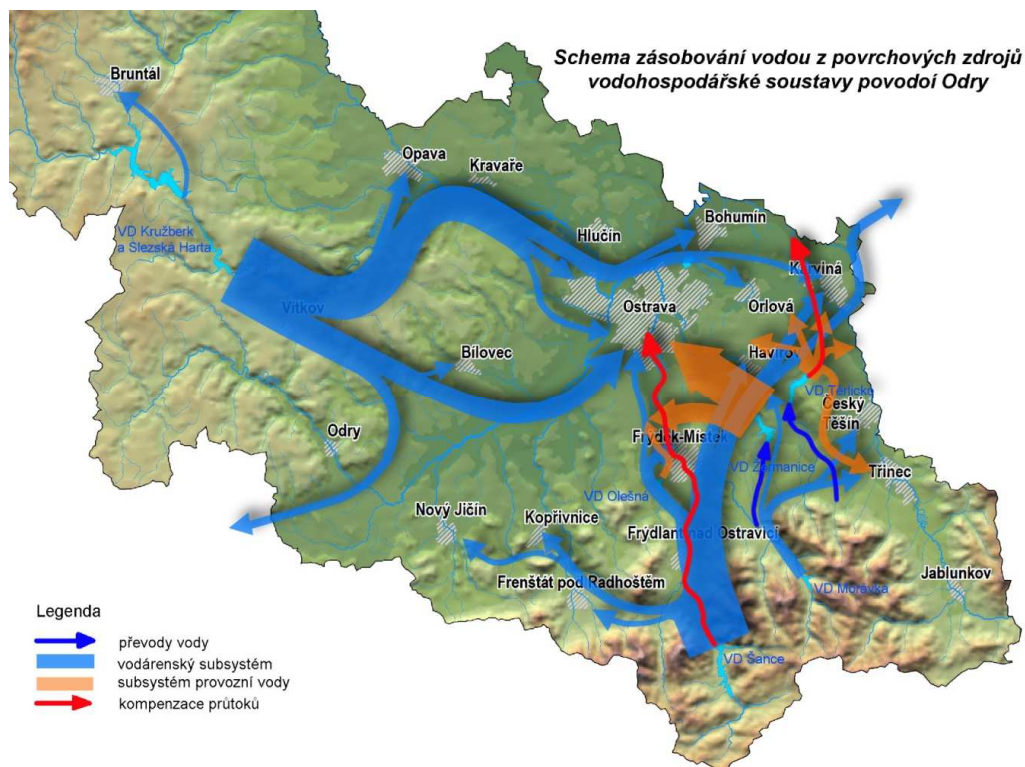 Schema zásobování vodou z povrchových zdrojů
vodohospodářské soustavy povodoí Odry
Bruntál
Opava
Kravaře
Bohumín
Hlučín
VD Kružberk
a Slezská Harta
Karviná
Vítkov
Ostrava
Orlová
Bílovec
Havířo
VD Těrlicko
Český
Těšín
Odry
Frýdek-Místek
VD Žermanice
Třinec
VD Olešná
Nový Jičín
Kopřivnice
Frýdlant nad Ostravicí
Frenštát pod Radhoštěm
VD Morávka
Jablunkov
VD Šance
Legenda
převody vody
vodárenský subsystém
subsystém provozní vody
kompenzace průtoků